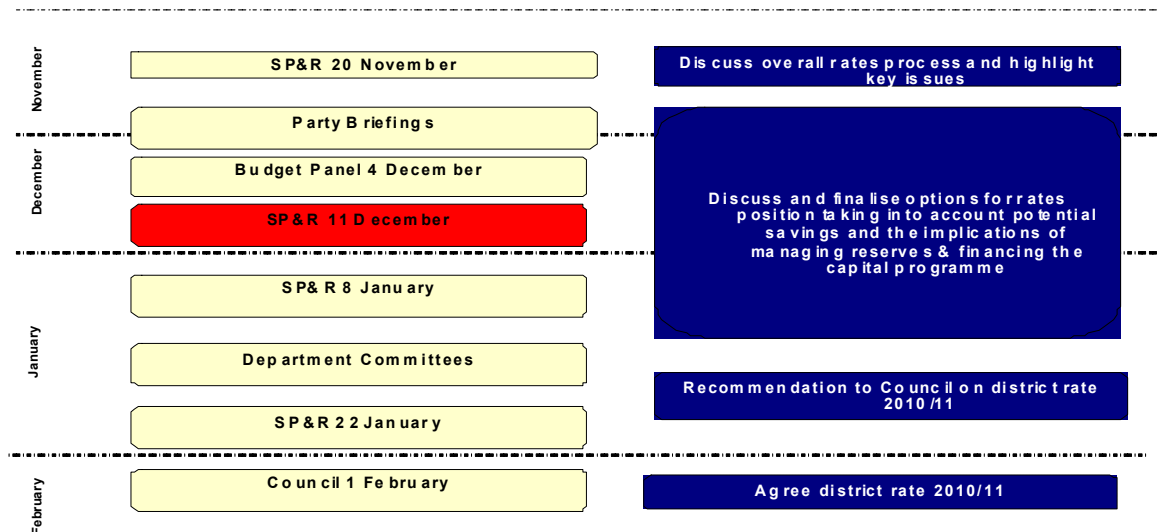 November
SP&R 20 November
Discuss overall rates process and highlight
key issues
Party Briefings
December
Budget Panel 4 December
SP&R 11 December
Discuss and finalise options for rates
position taking into account potential
savings and the implications of
managing reserves & financing the
capital programme
January
SP&R 8 January
Department Committees
Recommendation to Council on district rate
2010/11
SP&R 22 January
February
Council 1 February
Agree district rate 2010/11